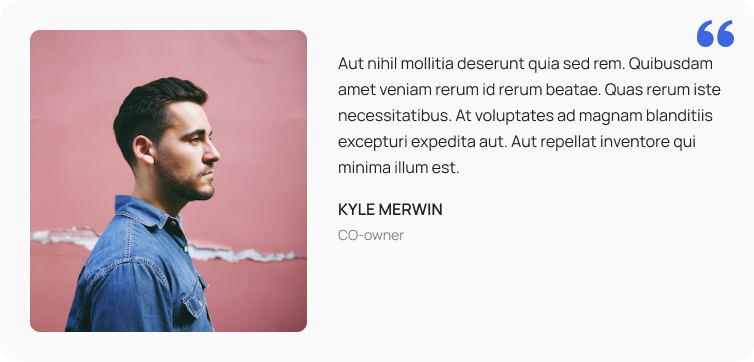 Aut nihil mollitia deserunt quia sed rem. Quibusdam
amet veniam rerum id rerum beatae. Quas rerum iste
necessitatibus. At voluptates ad magnam blanditiis
excepturi expedita aut. Aut repellat inventore qui
minima illum est.
KYLE MERWIN
CO-owner